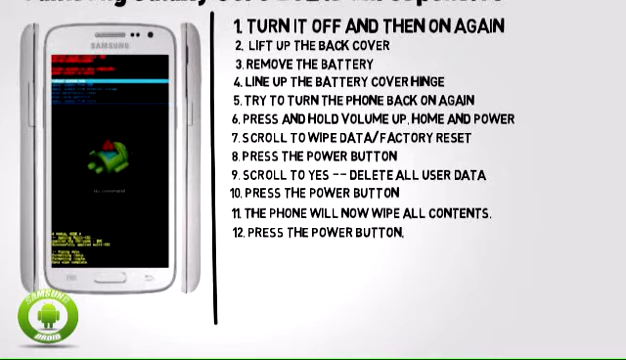 SAMSUNG
1. TURN IT OFF AND THEN ON AGAIN
2. LIFT UP THE BACK COVER
3. REMOVE THE BATTERY
4. LINE UP THE BATTERY COVER HINGE
5. TRY TO TURN THE PHONE BACK ON AGAIN
6. PRESS AND HOLD VOLUME UP, HOME AND POWER
7. SCROLL TO WIPE DATA/FACTORY RESET
8. PRESS THE POWER BUTTON
9. SCROLL TO YES -- DELETE ALL USER DATA
10. PRESS THE POWER BUTTON
11. THE PHONE WILL NOW WIPE ALL CONTENTS.
12. PRESS THE POWER BUTTON.
No command.
SAMSUNG
DROID